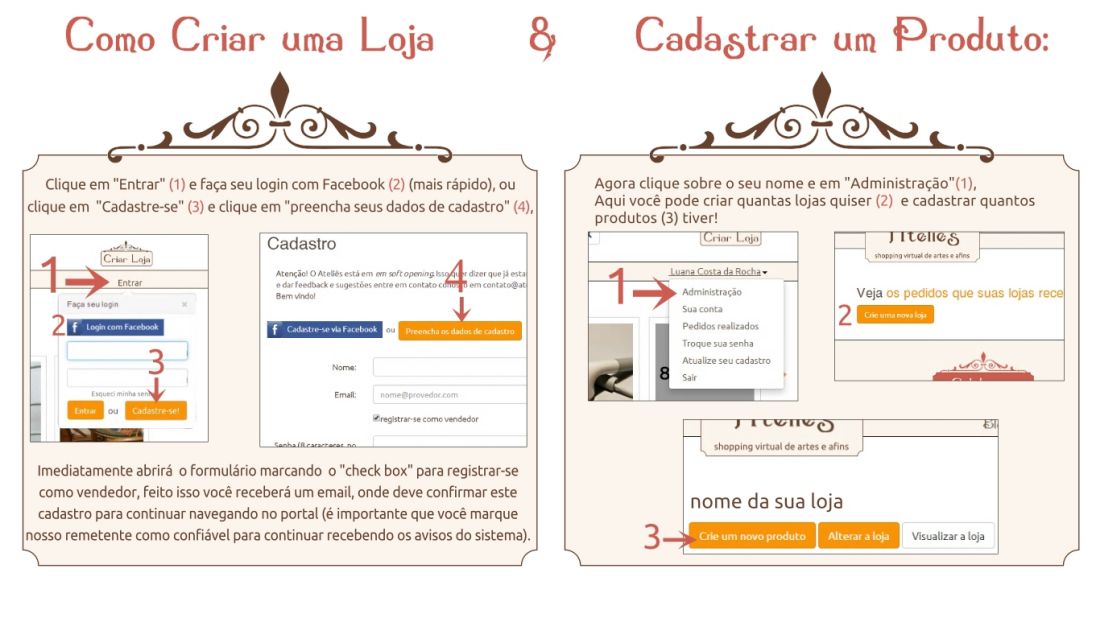 Como Criar uma Loja & Cadastrar um Produto:
Clique em "Entrar" (1) e faça seu login com Facebook (2) (mais rápido), ou
clique em "Cadastre-se" (3) e clique em "preencha seus dados de cadastro" (4),
Criar Loja
1
Entrar
Faça seu login ×
2 Login com Facebook
3
Esqueci minha sen
Entrar ou Cadastre-se!
Cadastro
Atenção! O Ateliês está em em soft opening. Isso quer dizer que já esta
e dar feedback e sugestões entre em contato em contato@at
Bem vindo!
4
Cadastre-se via Facebook ou Preencha os dados de cadastro
Nome:
Email: nome@provedor.com
registrar-se como vendedor
Senha (8 caracteres, no
Imediatamente abrirá o formulário marcando o "check box" para registrar-se
como vendedor, feito isso você receberá um email, onde deve confirmar este
cadastro para continuar navegando no portal (é importante que você marque
nosso remetente como confiável para continuar recebendo os avisos do sistema).
Agora clique sobre o seu nome e em "Administração"(1),
Aqui você pode criar quantas lojas quiser (2) e cadastrar quantos
produtos (3) tiver!
Criar Loja
Luana Costa da Rocha
1
Administração
Sua conta
Pedidos realizados
Troque sua senha
Atualize seu cadastro
Sair
8
Ateliês
shopping virtual de artes e afins
Veja os pedidos que suas lojas rece
2 Crie uma nova loja
Ateliês
shopping virtual de artes e afins
nome da sua loja
3 Crie um novo produto Alterar a loja Visualizar a loja